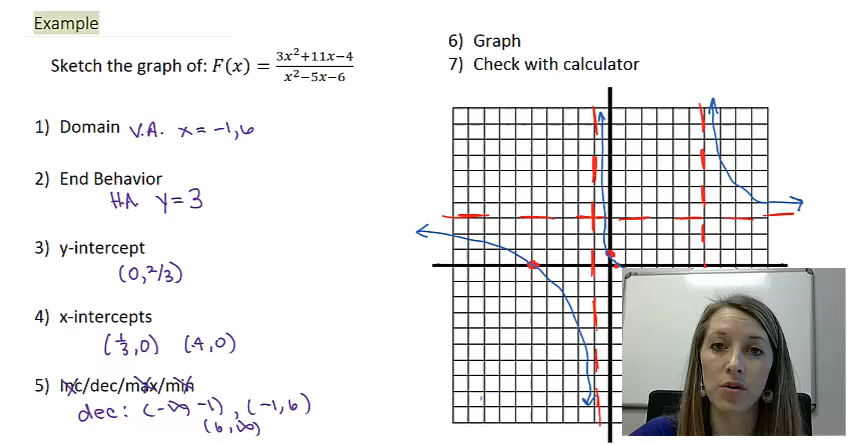 Example
Sketch the graph of: F(x) = (3x²+11x−4)/(x²−5x−6)
1) Domain V.A. x = -1, 6
2) End Behavior
H.A. y = 3
3) y-intercept
(0, 2/3)
4) x-intercepts
(1/3, 0) (4, 0)
5) Inc/dec/max/min
dec: (-∞, -1), (-1, 6)
(6, ∞)
6) Graph
7) Check with calculator